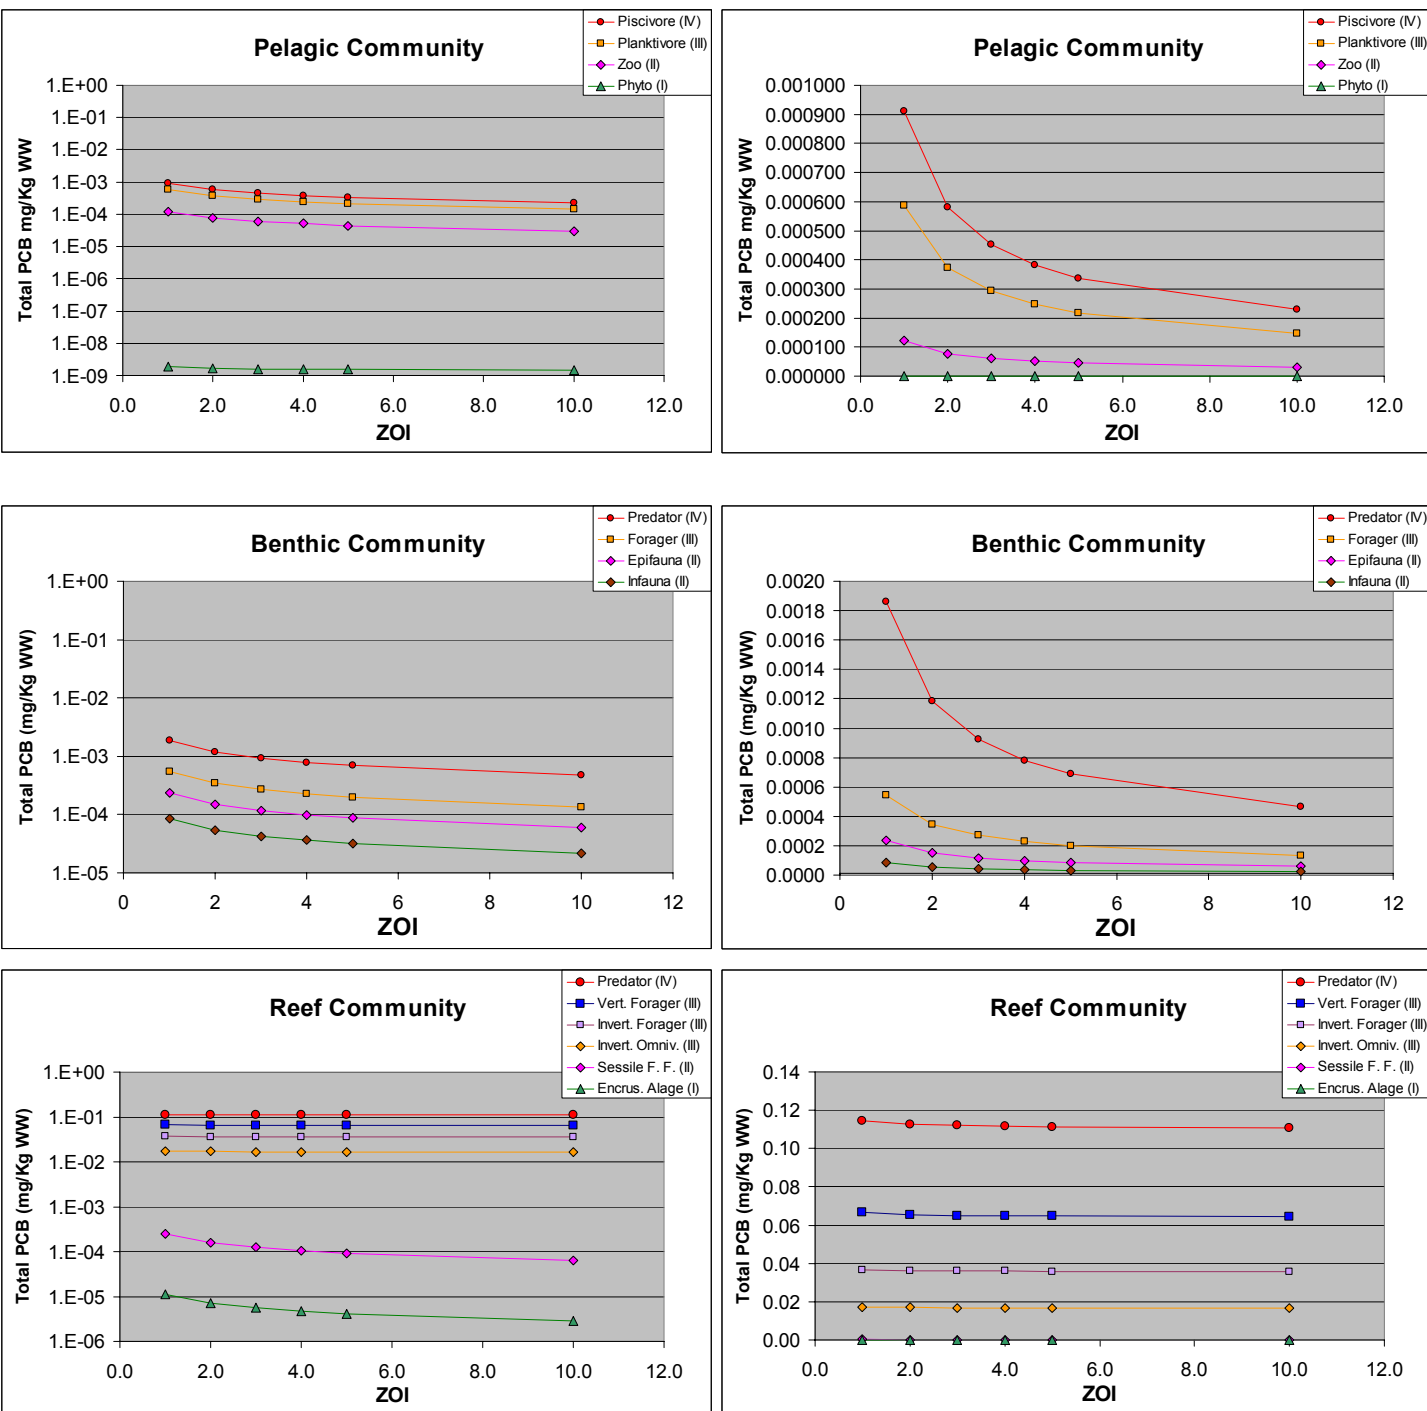 Pelagic Community
Piscivore (IV)
Planktivore (III)
Zoo (II)
Phyto (I)
Total PCB mg/Kg WW
1.E+00
1.E-01
1.E-02
1.E-03
1.E-04
1.E-05
1.E-06
1.E-07
1.E-08
1.E-09
0.0 2.0 4.0 6.0 8.0 10.0 12.0
ZOI
Pelagic Community
Piscivore (IV)
Planktivore (III)
Zoo (II)
Phyto (I)
Total PCB mg/Kg WW
0.001000
0.000900
0.000800
0.000700
0.000600
0.000500
0.000400
0.000300
0.000200
0.000100
0.000000
0.0 2.0 4.0 6.0 8.0 10.0 12.0
ZOI
Benthic Community
Predator (IV)
Forager (III)
Epifauna (II)
Infauna (II)
Total PCB (mg/Kg WW)
1.E+00
1.E-01
1.E-02
1.E-03
1.E-04
1.E-05
0 2 4 6 8 10 12
ZOI
Benthic Community
Predator (IV)
Forager (III)
Epifauna (II)
Infauna (II)
Total PCB (mg/Kg WW)
0.0020
0.0018
0.0016
0.0014
0.0012
0.0010
0.0008
0.0006
0.0004
0.0002
0.0000
0 2 4 6 8 10 12
ZOI
Reef Community
Predator (IV)
Vert. Forager (III)
Invert. Forager (III)
Invert. Omniv. (III)
Sessile F. F. (II)
Encrus. Alage (I)
Total PCB (mg/Kg WW)
1.E+00
1.E-01
1.E-02
1.E-03
1.E-04
1.E-05
1.E-06
0.0 2.0 4.0 6.0 8.0 10.0 12.0
ZOI
Reef Community
Predator (IV)
Vert. Forager (III)
Invert. Forager (III)
Invert. Omniv. (III)
Sessile F. F. (II)
Encrus. Alage (I)
Total PCB (mg/Kg WW)
0.14
0.12
0.10
0.08
0.06
0.04
0.02
0.00
0.0 2.0 4.0 6.0 8.0 10.0 12.0
ZOI